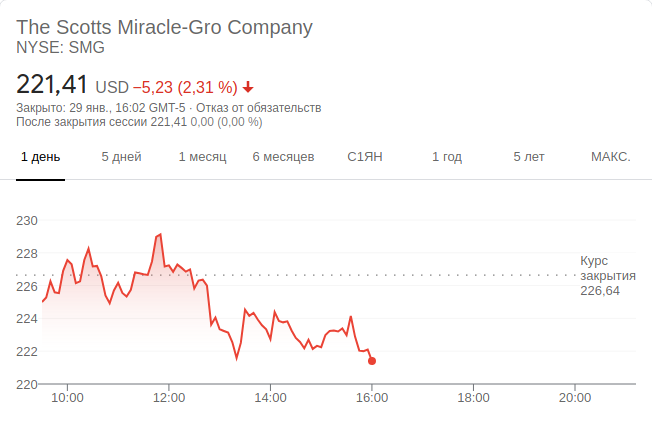 The Scotts Miracle-Gro Company
NYSE: SMG
221,41 USD −5,23 (2,31 %)
Закрыто: 29 янв., 16:02 GMT-5 · Отказ от обязательств
После закрытия сессии 221,41 0,00 (0,00 %)
1 день 5 дней 1 месяц 6 месяцев С1ЯН 1 год 5 лет МАКС.
230
228
Курс
закрытия
226,64
226
224
222
220
10:00 12:00 14:00 16:00 18:00 20:00